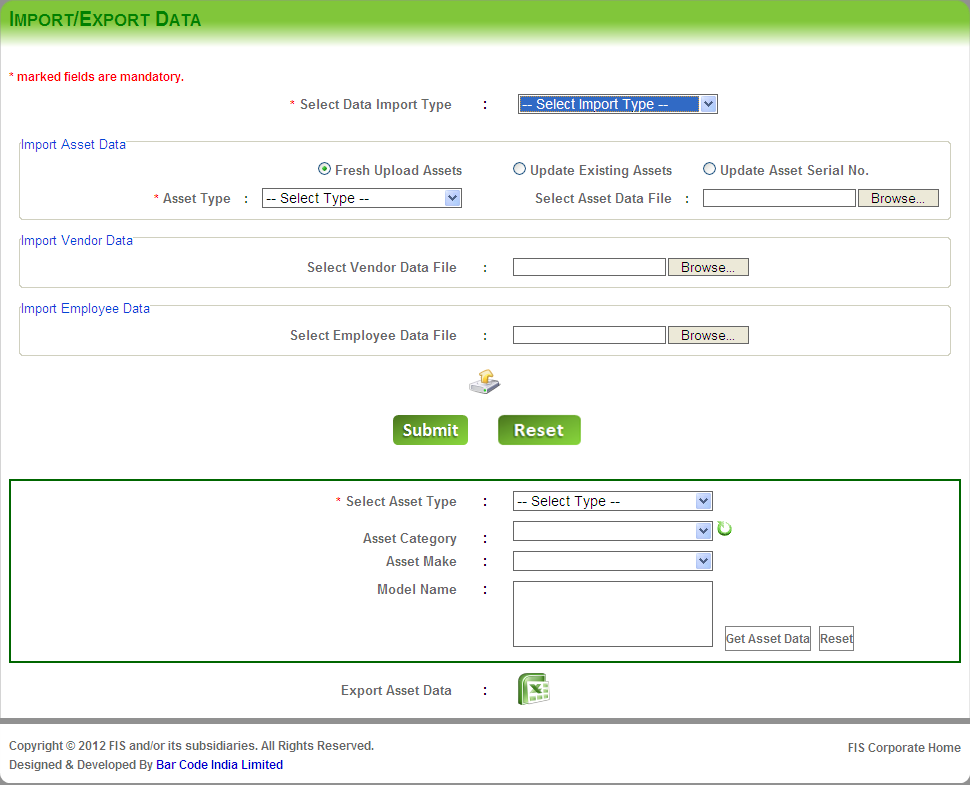 IMPORT/EXPORT DATA
* marked fields are mandatory.
* Select Data Import Type : -- Select Import Type --
Import Asset Data
Fresh Upload Assets Update Existing Assets Update Asset Serial No.
* Asset Type : -- Select Type -- Select Asset Data File : Browse...
Import Vendor Data
Select Vendor Data File : Browse...
Import Employee Data
Select Employee Data File : Browse...
Submit Reset
* Select Asset Type : -- Select Type --
Asset Category :
Asset Make :
Model Name :
Get Asset Data Reset
Export Asset Data :
Copyright © 2012 FIS and/or its subsidiaries. All Rights Reserved.
FIS Corporate Home
Designed & Developed By Bar Code India Limited